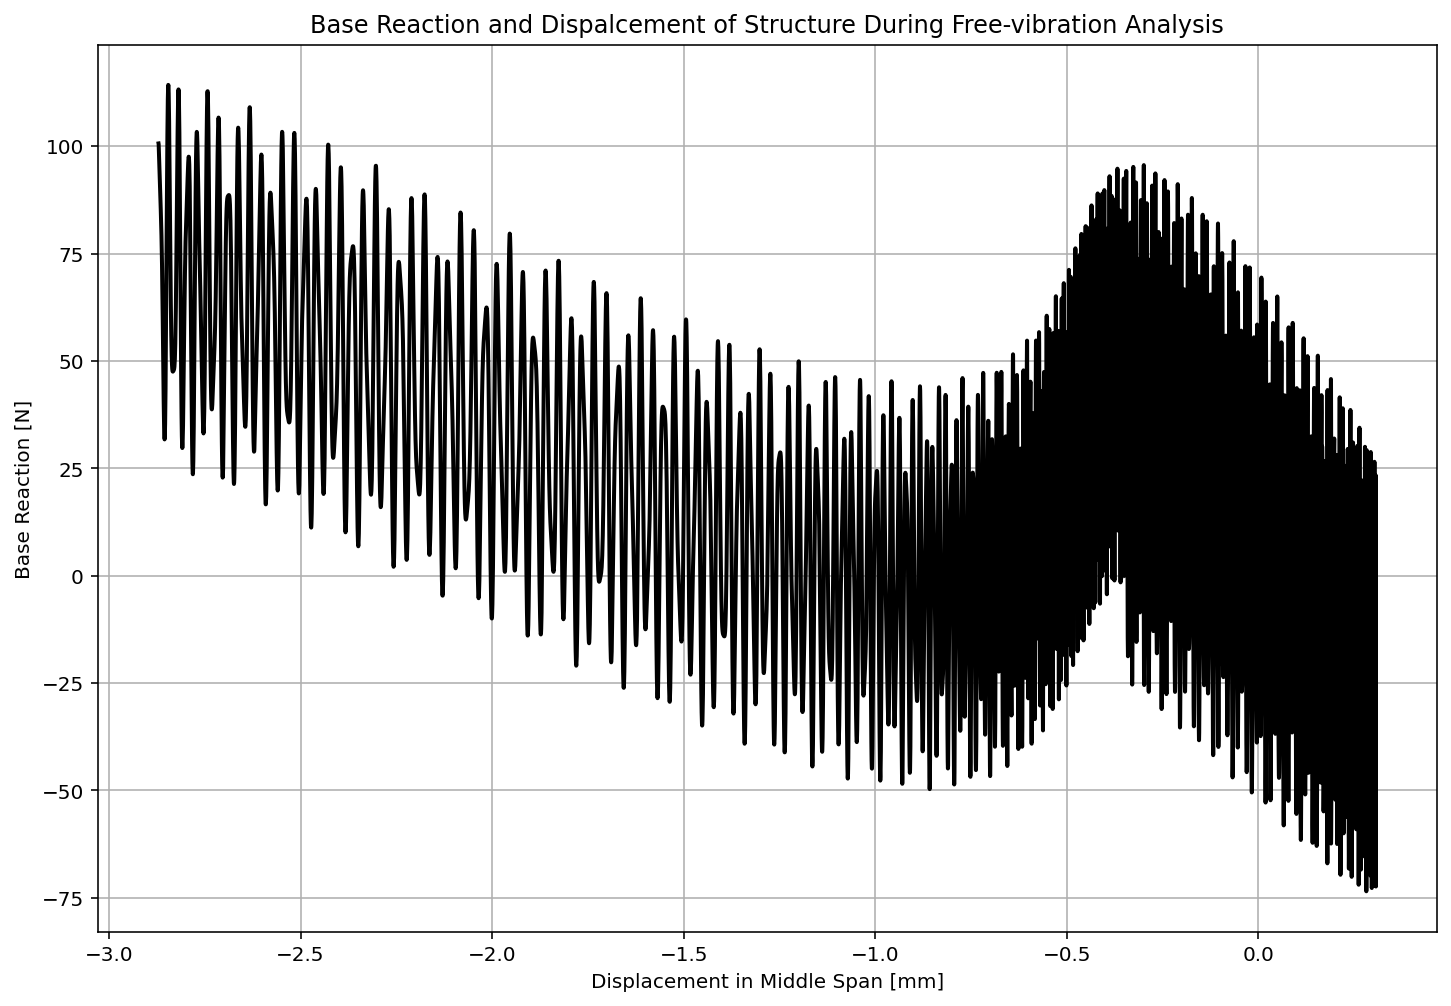 Base Reaction and Dispalcement of Structure During Free-vibration Analysis
100
75
50
25
0
−25
−50
−75
Base Reaction [N]
−3.0 −2.5 −2.0 −1.5 −1.0 −0.5 0.0
Displacement in Middle Span [mm]